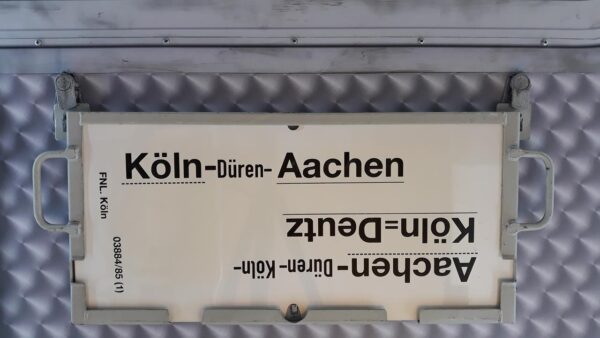 Köln-Düren-Aachen
Aachen-Düren-Köln-
Köln=Deutz
FNL. Köln
03884/85 (1)